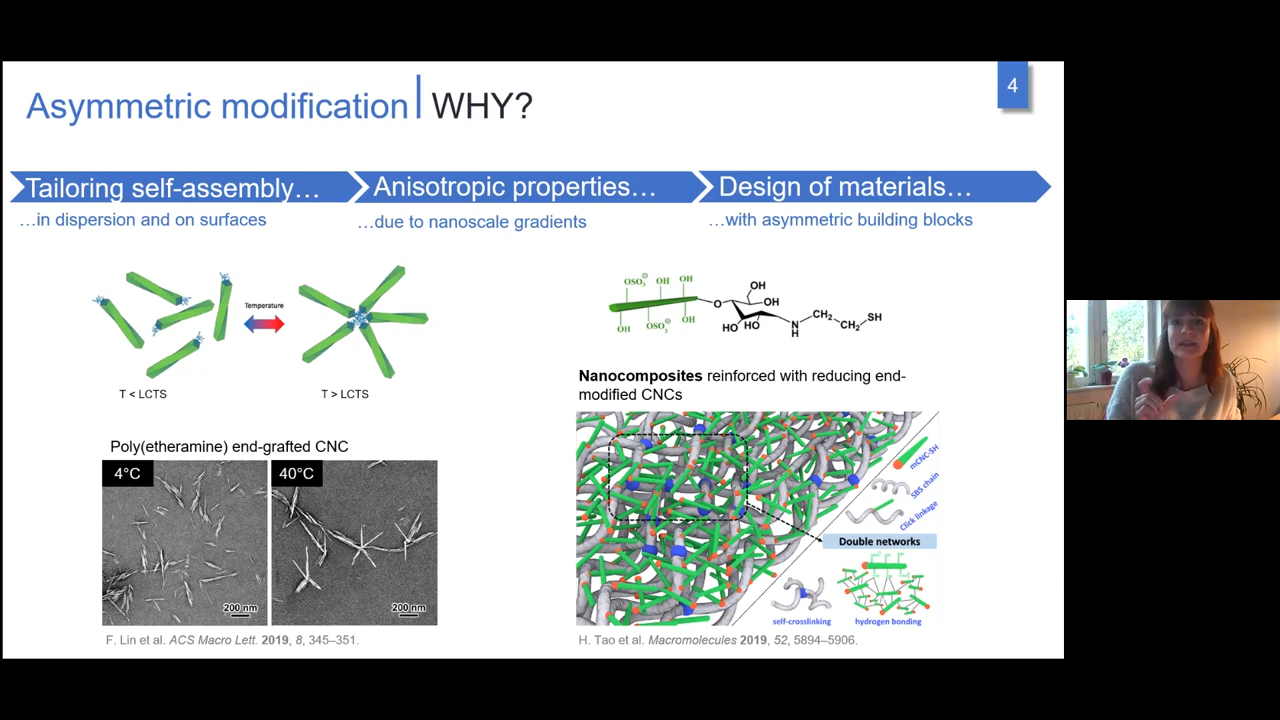 Asymmetric modification WHY?
4
Tailoring self-assembly…
Anisotropic properties…
Design of materials…
…in dispersion and on surfaces
…due to nanoscale gradients
…with asymmetric building blocks
Temperature
T < LCTS
T > LCTS
OSO₃⊖
OH
OH
OH
OSO₃⊖
OH
O
OH
OH
HO
HO
N
H
CH₂
CH₂
SH
Nanocomposites reinforced with reducing end-
modified CNCs
Poly(etheramine) end-grafted CNC
4°C
40°C
200 nm
200 nm
mCNC-SH
SBS chain
Click linkage
Double networks
self-crosslinking
hydrogen bonding
F. Lin et al. ACS Macro Lett. 2019, 8, 345–351.
H. Tao et al. Macromolecules 2019, 52, 5894–5906.